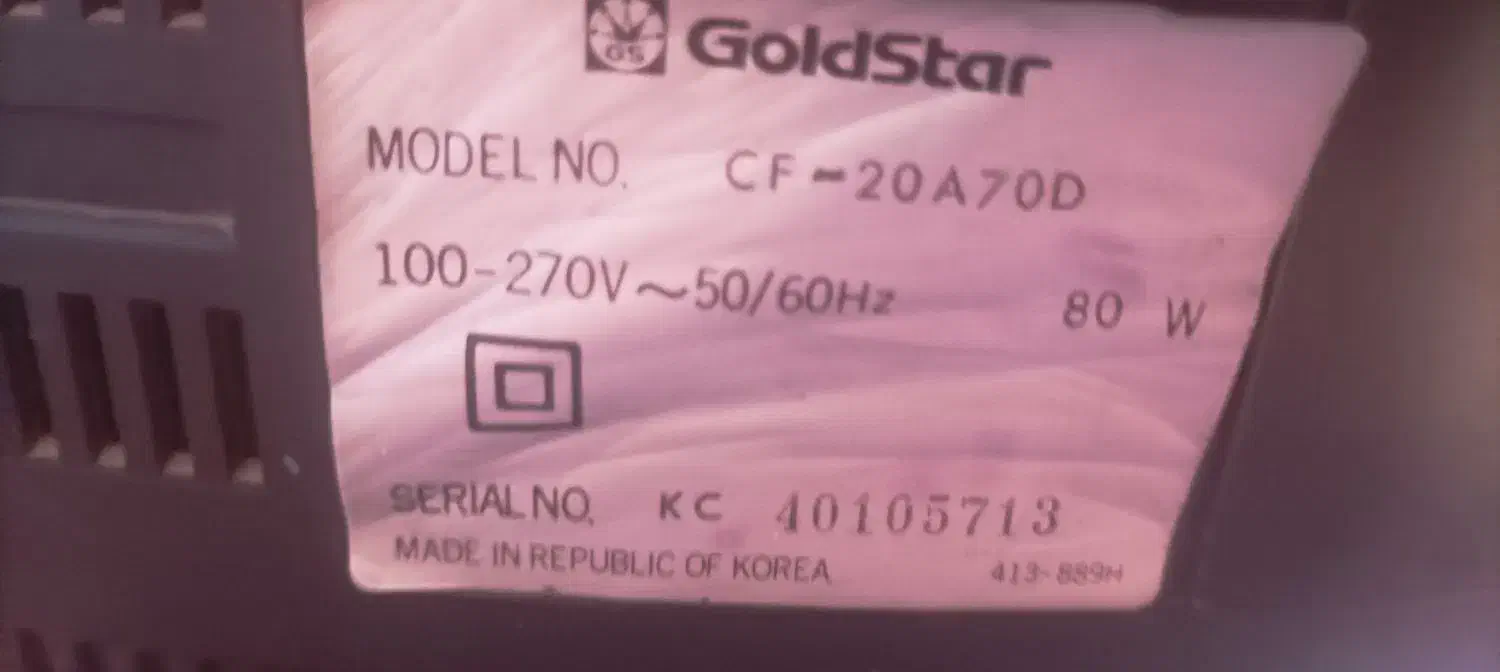 GS GoldStar
MODEL NO. CF-20A70D
100-270V~50/60Hz 80 W
SERIAL NO. KC 40105713
MADE IN REPUBLIC OF KOREA 413-889H